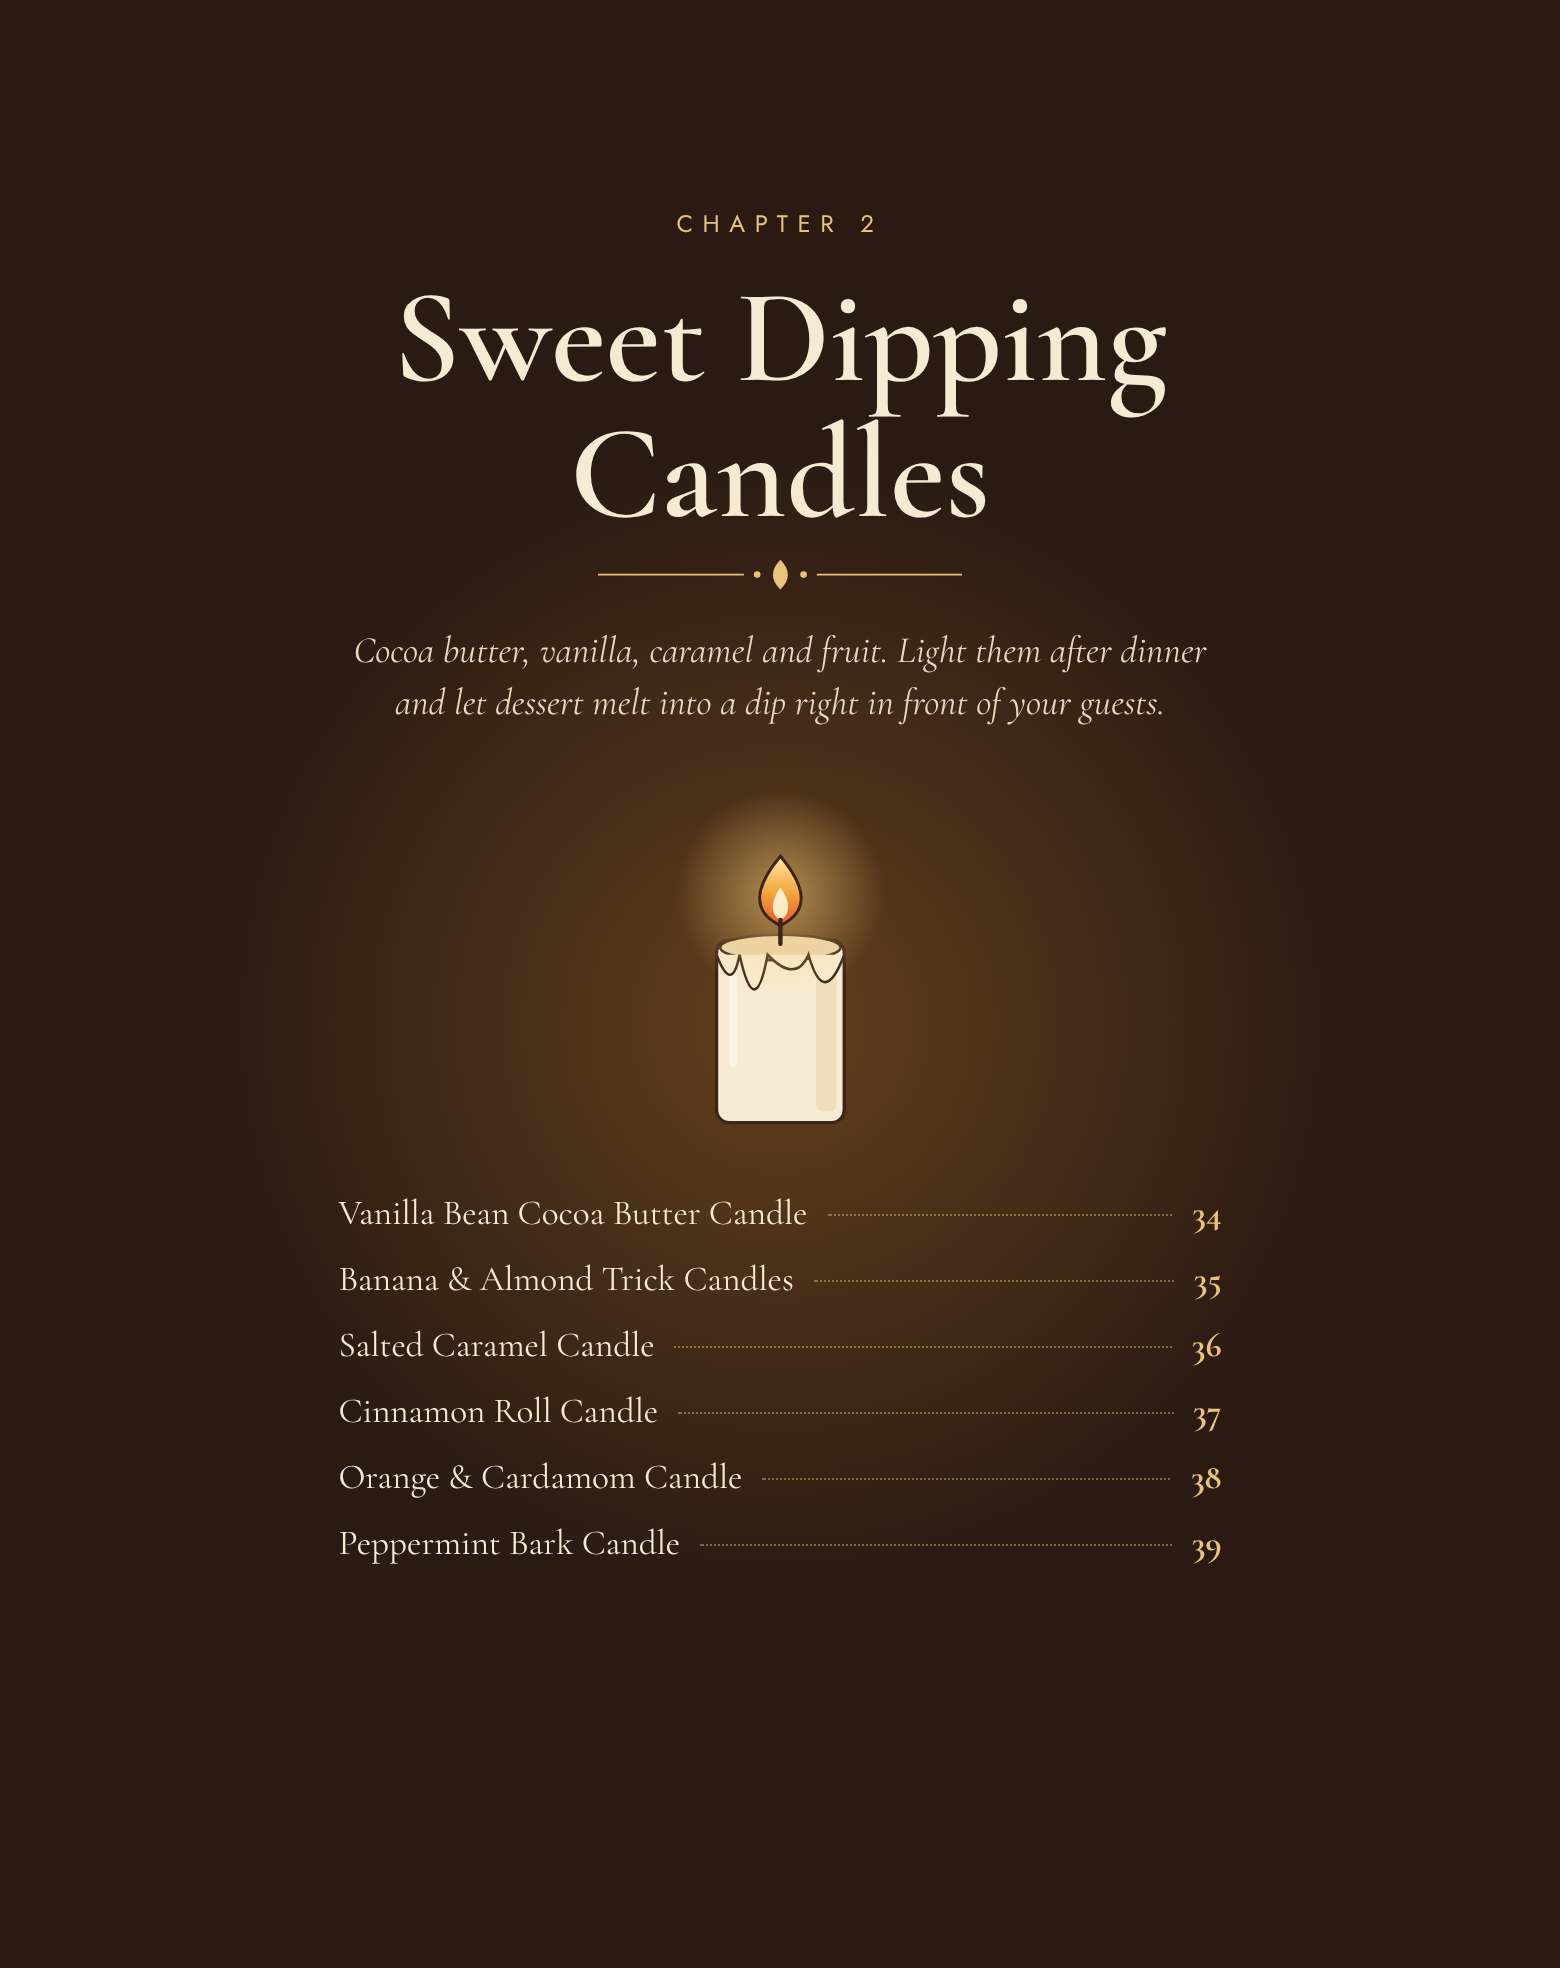 CHAPTER 2
Sweet Dipping
Candles
Cocoa butter, vanilla, caramel and fruit. Light them after dinner
and let dessert melt into a dip right in front of your guests.
Vanilla Bean Cocoa Butter Candle 34
Banana & Almond Trick Candles 35
Salted Caramel Candle 36
Cinnamon Roll Candle 37
Orange & Cardamom Candle 38
Peppermint Bark Candle 39